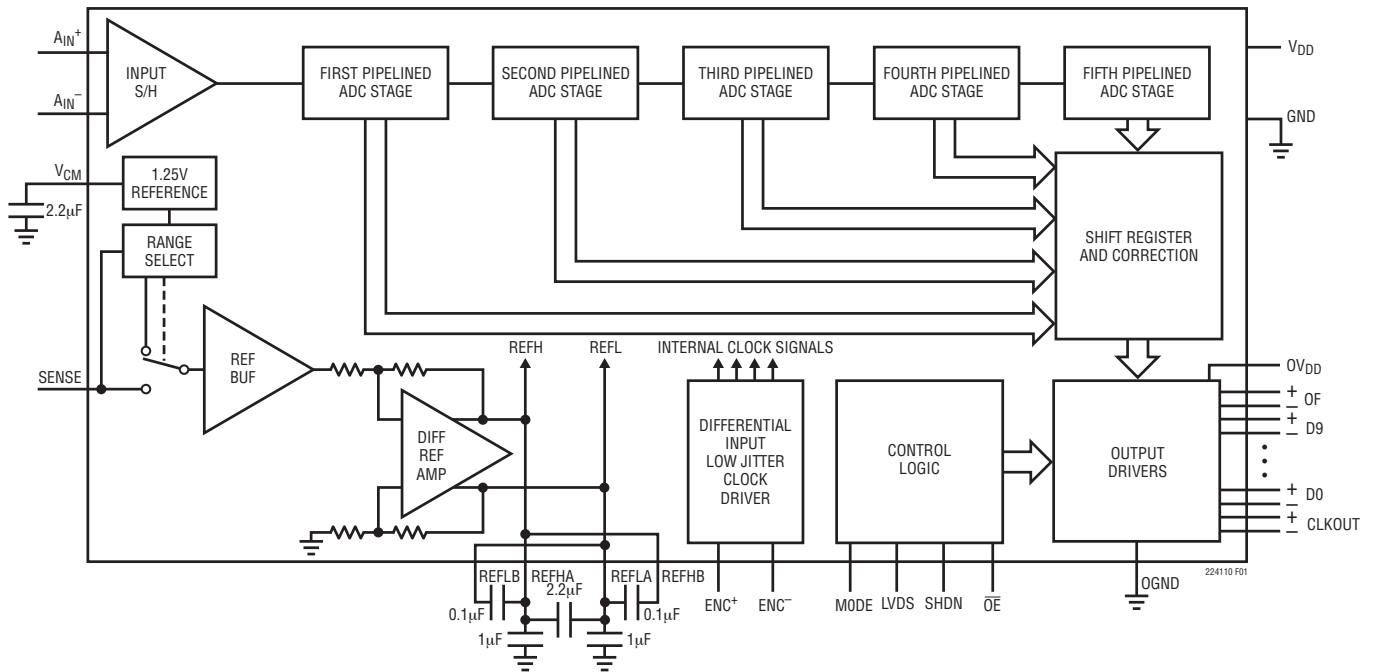 AIN+
AIN−
INPUT
S/H
FIRST PIPELINED
ADC STAGE
SECOND PIPELINED
ADC STAGE
THIRD PIPELINED
ADC STAGE
FOURTH PIPELINED
ADC STAGE
FIFTH PIPELINED
ADC STAGE
VDD
GND
VCM
2.2µF
1.25V
REFERENCE
RANGE
SELECT
SHIFT REGISTER
AND CORRECTION
SENSE
REF
BUF
REFH
REFL
INTERNAL CLOCK SIGNALS
DIFF
REF
AMP
DIFFERENTIAL
INPUT
LOW JITTER
CLOCK
DRIVER
CONTROL
LOGIC
OUTPUT
DRIVERS
OVDD
+
− OF
+
− D9
+
− D0
+
− CLKOUT
REFLB
REFHA
REFLA
REFHB
2.2µF
0.1µF
0.1µF
1µF
1µF
ENC+
ENC−
MODE
LVDS
SHDN
OE
OGND
224110 F01